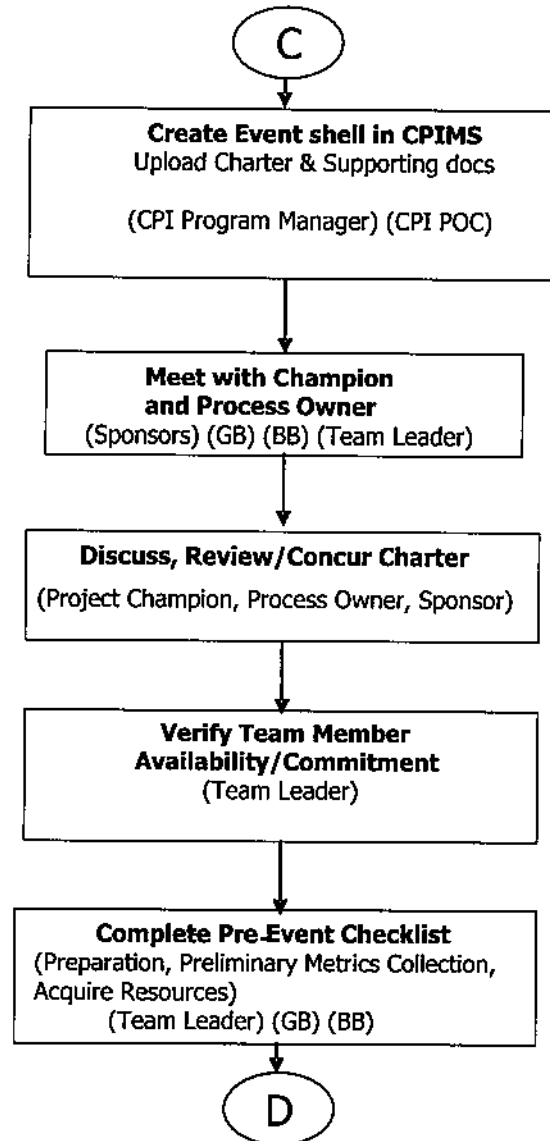 C
Create Event shell in CPIMS
Upload Charter & Supporting docs
(CPI Program Manager) (CPI POC)
Meet with Champion
and Process Owner
(Sponsors) (GB) (BB) (Team Leader)
Discuss, Review/Concur Charter
(Project Champion, Process Owner, Sponsor)
Verify Team Member
Availability/Commitment
(Team Leader)
Complete Pre-Event Checklist
(Preparation, Preliminary Metrics Collection,
Acquire Resources)
(Team Leader) (GB) (BB)
D